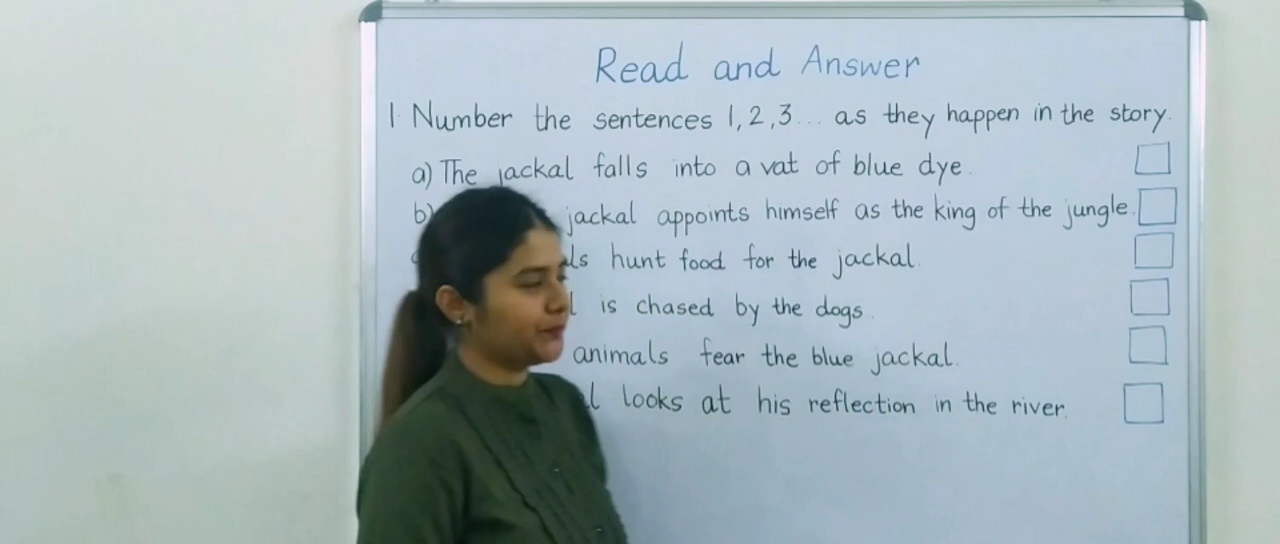 Read and Answer
1 Number the sentences 1, 2, 3... as they happen in the story.
a) The jackal falls into a vat of blue dye.
b) jackal appoints himself as the king of the jungle.
hunt food for the jackal.
is chased by the dogs.
animals fear the blue jackal.
looks at his reflection in the river.